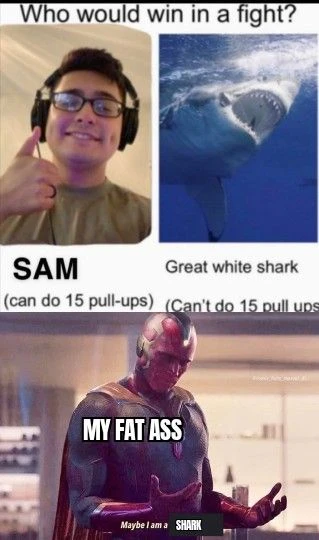 Who would win in a fight?
SAM
(can do 15 pull-ups)
Great white shark
(Can't do 15 pull ups
MY FAT ASS
Maybe I am a SHARK